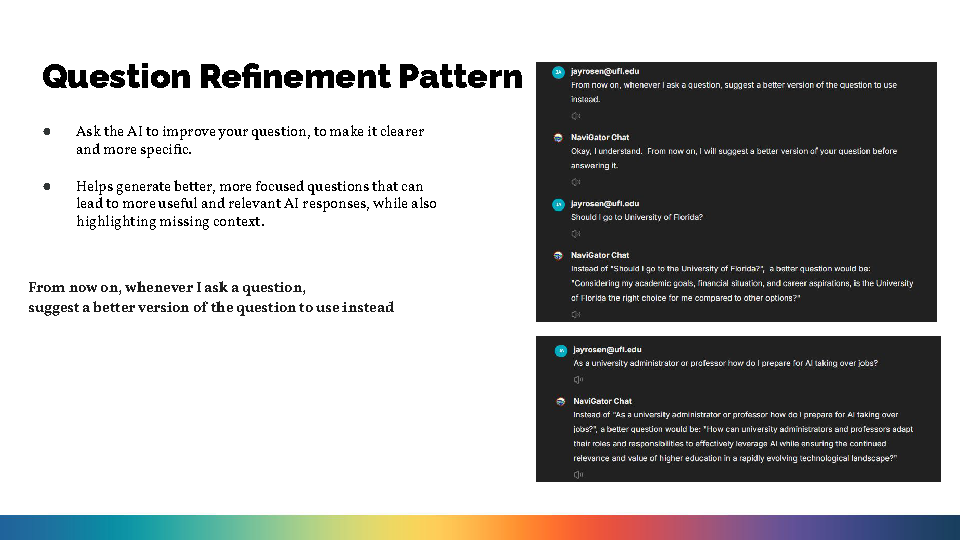 Question Refinement Pattern
● Ask the AI to improve your question, to make it clearer
and more specific.
● Helps generate better, more focused questions that can
lead to more useful and relevant AI responses, while also
highlighting missing context.
From now on, whenever I ask a question,
suggest a better version of the question to use instead
JA jayrosen@ufl.edu
From now on, whenever I ask a question, suggest a better version of the question to use
instead.
NaviGator Chat
Okay, I understand. From now on, I will suggest a better version of your question before
answering it.
JA jayrosen@ufl.edu
Should I go to University of Florida?
NaviGator Chat
Instead of "Should I go to the University of Florida?", a better question would be:
"Considering my academic goals, financial situation, and career aspirations, is the University
of Florida the right choice for me compared to other options?"
JA jayrosen@ufl.edu
As a university administrator or professor how do I prepare for AI taking over jobs?
NaviGator Chat
Instead of "As a university administrator or professor how do I prepare for AI taking over
jobs?", a better question would be: "How can university administrators and professors adapt
their roles and responsibilities to effectively leverage AI while ensuring the continued
relevance and value of higher education in a rapidly evolving technological landscape?"